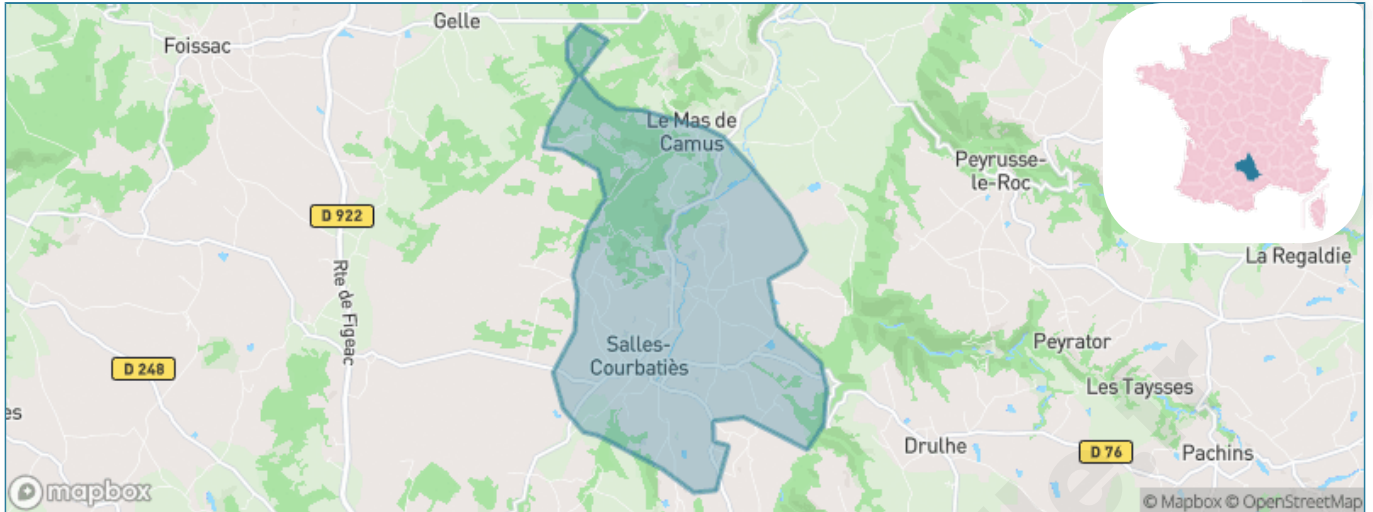 Gelle
Foissac
Le Mas de
Camus
Peyrusse-
le-Roc
D 922
La Regaldie
Rte de Figeac
Salles-
Courbatiès
Peyrator
D 248
Les Taysses
Drulhe
D 76
Pachins
mapbox
© Mapbox © OpenStreetMap